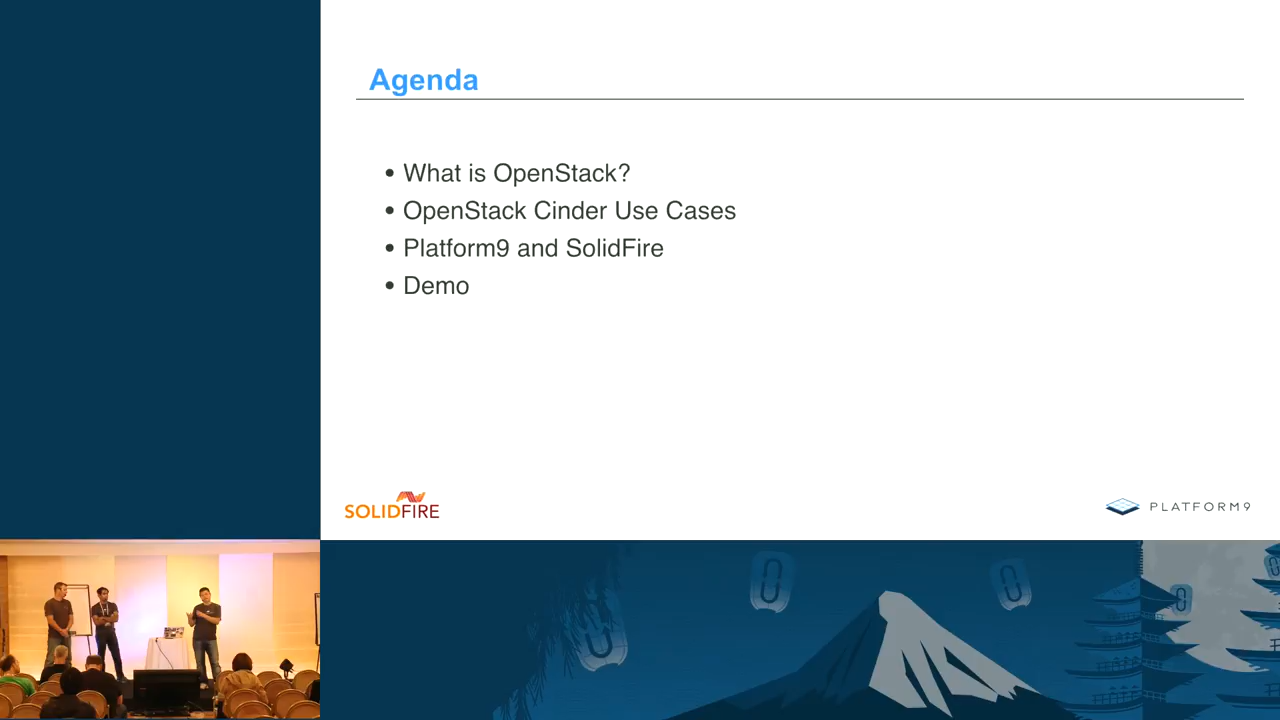 Agenda
• What is OpenStack?
• OpenStack Cinder Use Cases
• Platform9 and SolidFire
• Demo
SOLIDFIRE
PLATFORM9